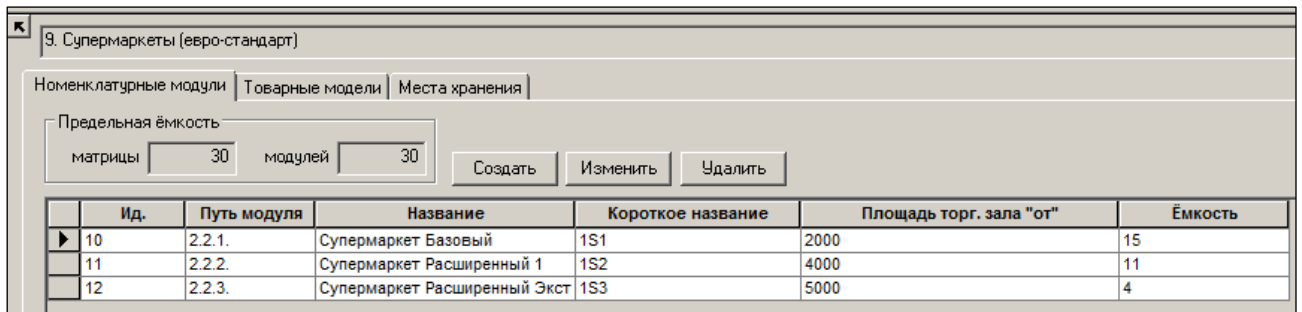 9. Супермаркеты (евро-стандарт)
Номенклатурные модули Товарные модели Места хранения
Предельная ёмкость
матрицы 30 модулей 30 Создать Изменить Удалить
Ид. Путь модуля Название Короткое название Площадь торг. зала "от" Ёмкость
10 2.2.1. Супермаркет Базовый 1S1 2000 15
11 2.2.2. Супермаркет Расширенный 1 1S2 4000 11
12 2.2.3. Супермаркет Расширенный Экст 1S3 5000 4